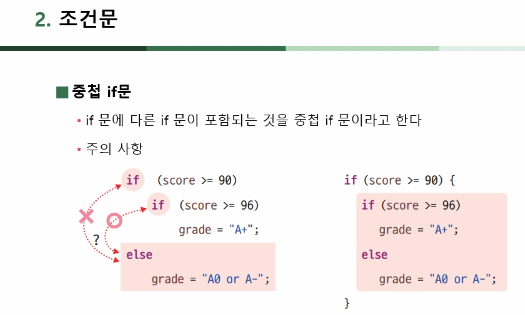 2. 조건문
■ 중첩 if문
• if 문에 다른 if 문이 포함되는 것을 중첩 if 문이라고 한다
• 주의 사항
if (score >= 90)
if (score >= 96)
grade = "A+";
?
else
grade = "A0 or A-";
if (score >= 90) {
if (score >= 96)
grade = "A+";
else
grade = "A0 or A-";
}